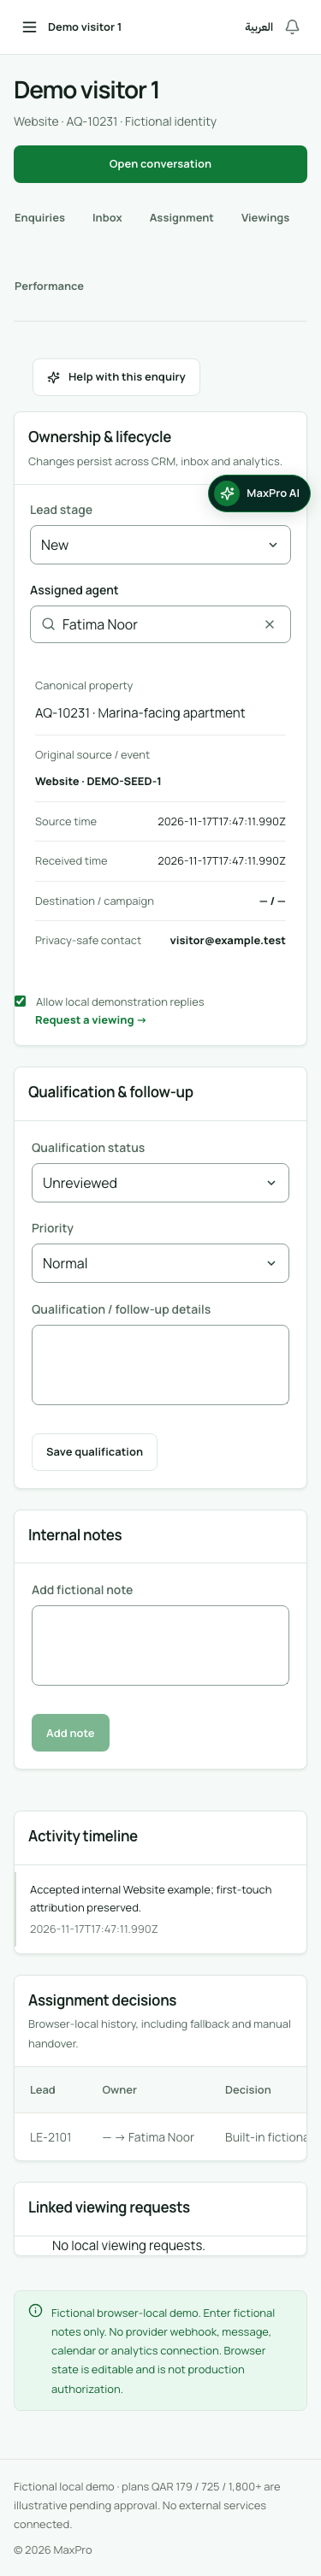 Demo visitor 1
العربية
Demo visitor 1
Website · AQ-10231 · Fictional identity
Open conversation
Enquiries Inbox Assignment Viewings
Performance
Help with this enquiry
Ownership & lifecycle
Changes persist across CRM, inbox and analytics.
MaxPro AI
Lead stage
New
Assigned agent
Fatima Noor
Canonical property
AQ-10231 · Marina-facing apartment
Original source / event
Website · DEMO-SEED-1
Source time 2026-11-17T17:47:11.990Z
Received time 2026-11-17T17:47:11.990Z
Destination / campaign — / —
Privacy-safe contact visitor@example.test
Allow local demonstration replies
Request a viewing →
Qualification & follow-up
Qualification status
Unreviewed
Priority
Normal
Qualification / follow-up details
Save qualification
Internal notes
Add fictional note
Add note
Activity timeline
Accepted internal Website example; first-touch
attribution preserved.
2026-11-17T17:47:11.990Z
Assignment decisions
Browser-local history, including fallback and manual
handover.
Lead Owner Decision
LE-2101 — → Fatima Noor Built-in fictiona
Linked viewing requests
No local viewing requests.
Fictional browser-local demo. Enter fictional
notes only. No provider webhook, message,
calendar or analytics connection. Browser
state is editable and is not production
authorization.
Fictional local demo · plans QAR 179 / 725 / 1,800+ are
illustrative pending approval. No external services
connected.
© 2026 MaxPro